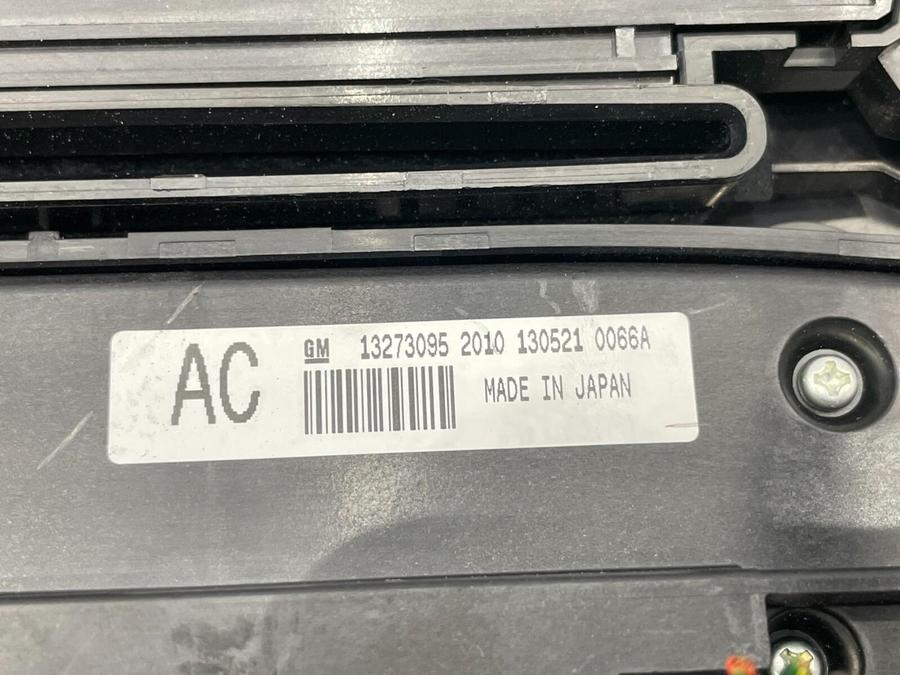 AC
GM 13273095 2010 130521 0066A
MADE IN JAPAN